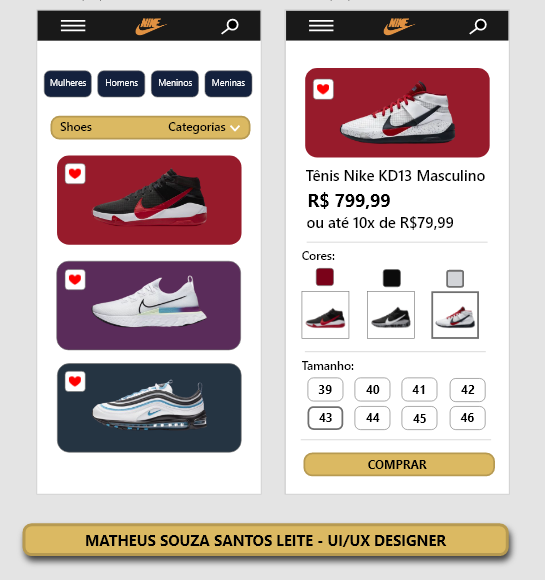 NIKE
Mulheres
Homens
Meninos
Meninas
Shoes
Categorias
NIKE
Tênis Nike KD13 Masculino
R$ 799,99
ou até 10x de R$79,99
Cores:
Tamanho:
39 40 41 42
43 44 45 46
COMPRAR
MATHEUS SOUZA SANTOS LEITE - UI/UX DESIGNER